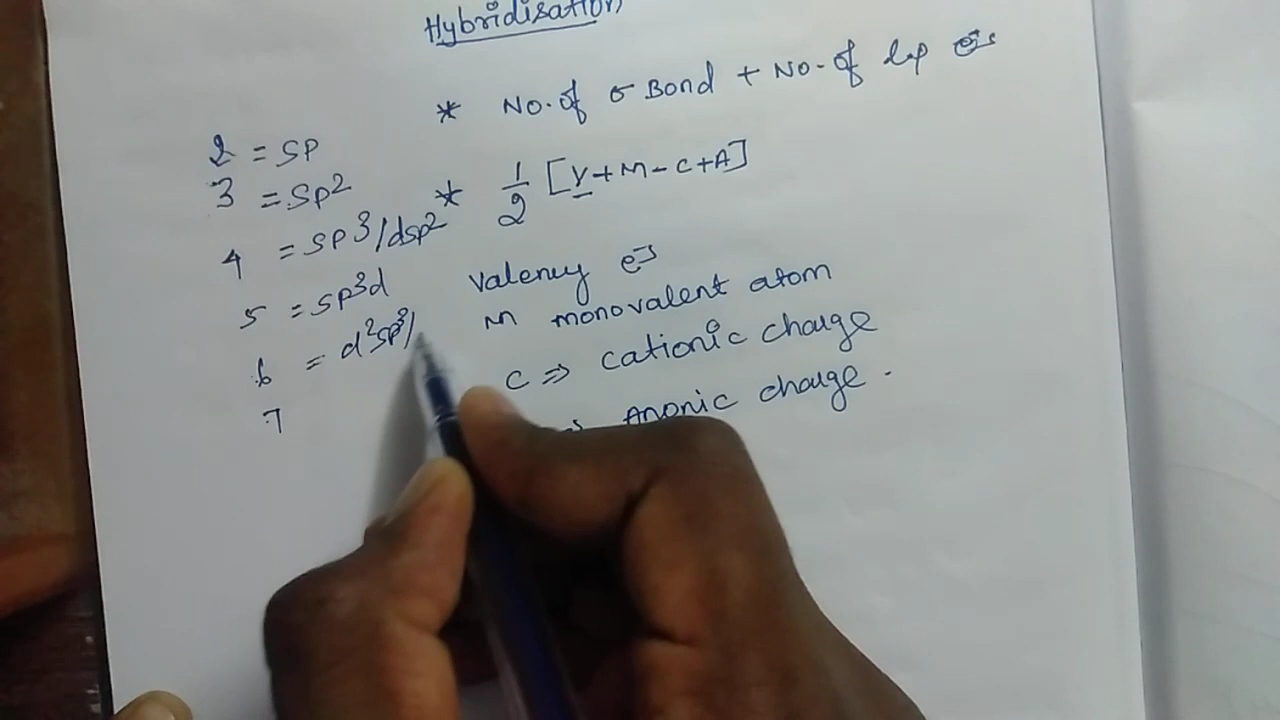 Hybridisation
* No. of σ Bond + No. of lp e⁻s
2 = SP
3 = SP2
* 1/2 [V+M-C+A]
4 = SP3/dSP2
Valency e⁻s
5 = SP3d
M monovalent atom
6 = d2SP3/
C ⇒ cationic charge
7
Anonic charge.